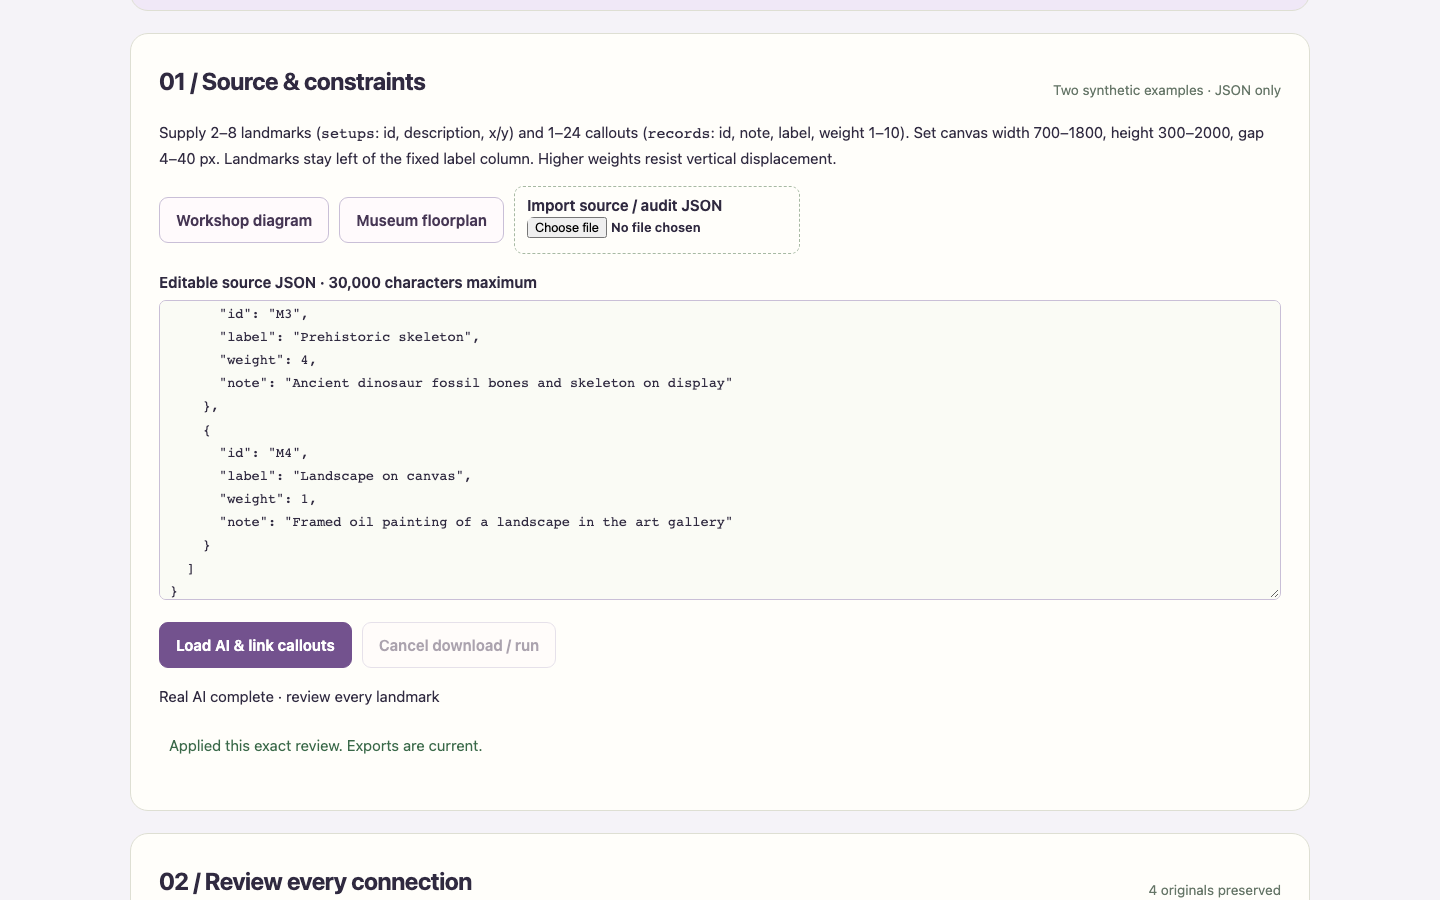 01 / Source & constraints
Two synthetic examples · JSON only
Supply 2–8 landmarks (setups: id, description, x/y) and 1–24 callouts (records: id, note, label, weight 1–10). Set canvas width 700–1800, height 300–2000, gap
4–40 px. Landmarks stay left of the fixed label column. Higher weights resist vertical displacement.
Workshop diagram
Museum floorplan
Import source / audit JSON
Choose file No file chosen
Editable source JSON · 30,000 characters maximum
"id": "M3",
"label": "Prehistoric skeleton",
"weight": 4,
"note": "Ancient dinosaur fossil bones and skeleton on display"
},
{
"id": "M4",
"label": "Landscape on canvas",
"weight": 1,
"note": "Framed oil painting of a landscape in the art gallery"
}
]
}
Load AI & link callouts
Cancel download / run
Real AI complete · review every landmark
Applied this exact review. Exports are current.
02 / Review every connection
4 originals preserved